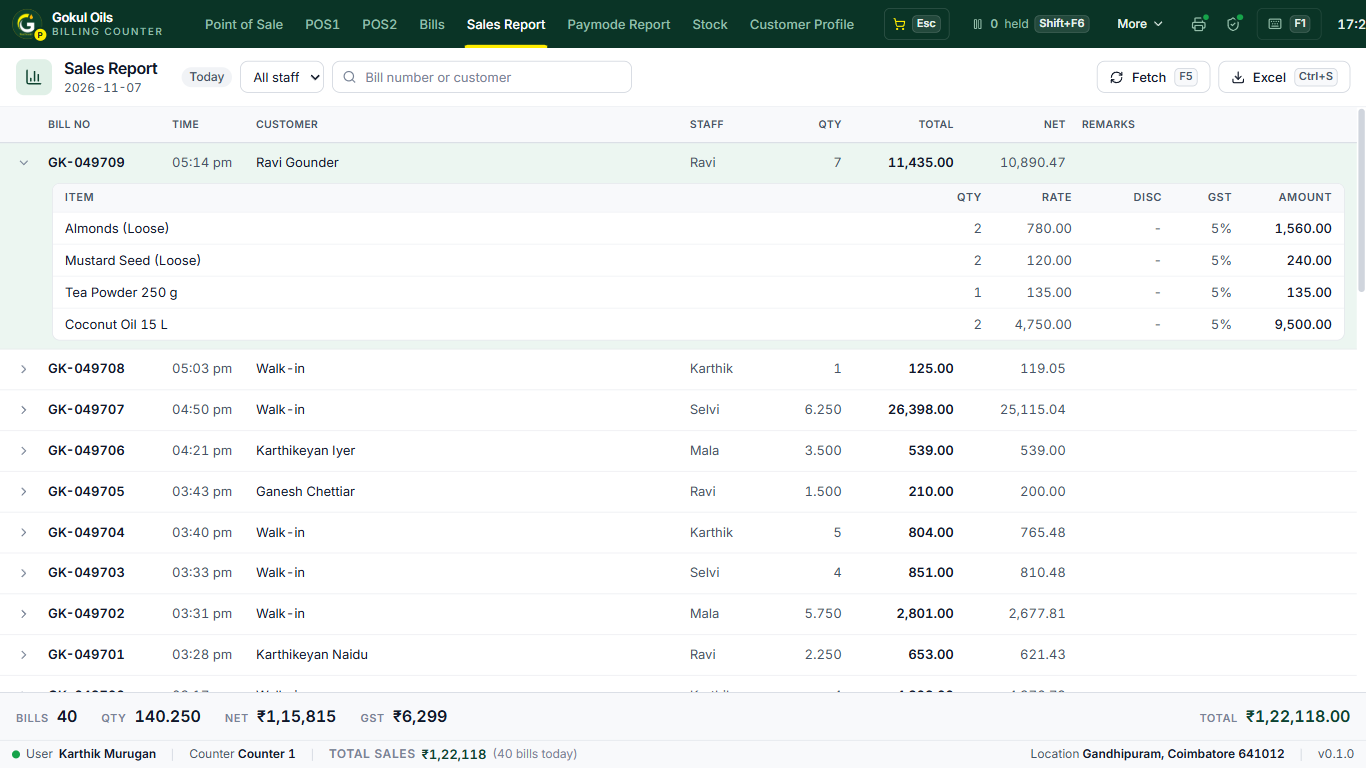 Gokul Oils
BILLING COUNTER
G P
Point of Sale POS1 POS2 Bills Sales Report Paymode Report Stock Customer Profile Esc 0 held Shift+F6 More F1 17:2
Sales Report
2026-11-07
Today All staff Bill number or customer Fetch F5 Excel Ctrl+S
BILL NO TIME CUSTOMER STAFF QTY TOTAL NET REMARKS
GK-049709 05:14 pm Ravi Gounder Ravi 7 11,435.00 10,890.47
ITEM QTY RATE DISC GST AMOUNT
Almonds (Loose) 2 780.00 - 5% 1,560.00
Mustard Seed (Loose) 2 120.00 - 5% 240.00
Tea Powder 250 g 1 135.00 - 5% 135.00
Coconut Oil 15 L 2 4,750.00 - 5% 9,500.00
GK-049708 05:03 pm Walk-in Karthik 1 125.00 119.05
GK-049707 04:50 pm Walk-in Selvi 6.250 26,398.00 25,115.04
GK-049706 04:21 pm Karthikeyan Iyer Mala 3.500 539.00 539.00
GK-049705 03:43 pm Ganesh Chettiar Ravi 1.500 210.00 200.00
GK-049704 03:40 pm Walk-in Karthik 5 804.00 765.48
GK-049703 03:33 pm Walk-in Selvi 4 851.00 810.48
GK-049702 03:31 pm Walk-in Mala 5.750 2,801.00 2,677.81
GK-049701 03:28 pm Karthikeyan Naidu Ravi 2.250 653.00 621.43
BILLS 40 QTY 140.250 NET ₹1,15,815 GST ₹6,299 TOTAL ₹1,22,118.00
User Karthik Murugan Counter Counter 1 TOTAL SALES ₹1,22,118 (40 bills today) Location Gandhipuram, Coimbatore 641012 v0.1.0